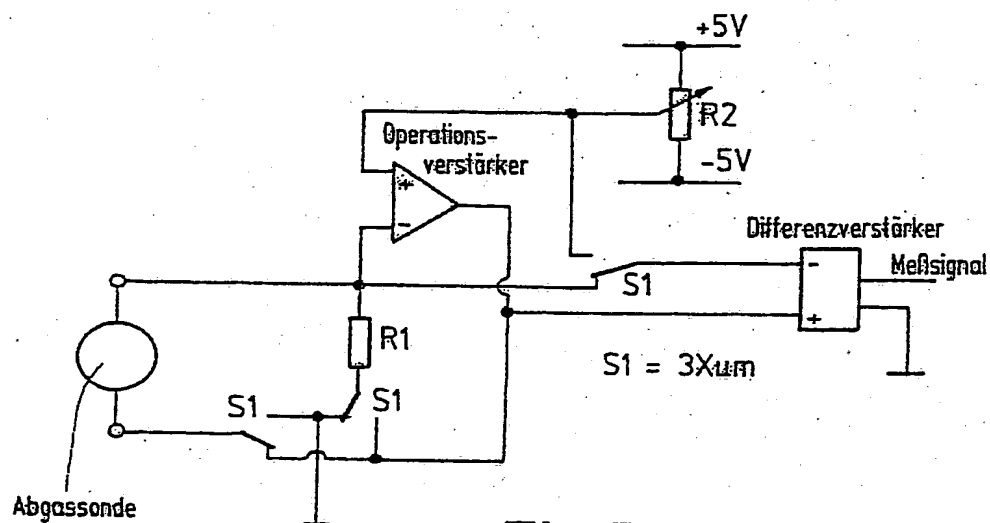 +5V
R2
-5V
Operations-
verstärker
+
-
Differenzverstärker
-
Meßsignal
+
S1
R1
S1 = 3Xum
S1
S1
Abgassonde